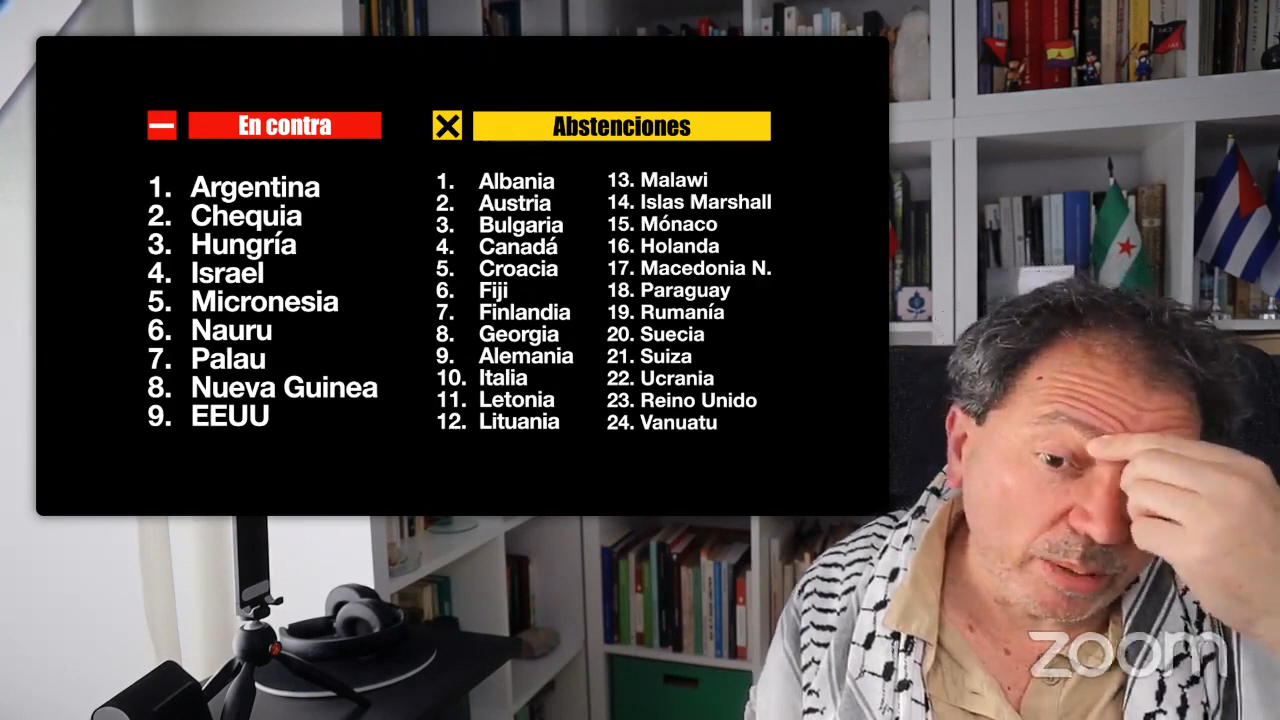 En contra
1. Argentina
2. Chequia
3. Hungría
4. Israel
5. Micronesia
6. Nauru
7. Palau
8. Nueva Guinea
9. EEUU
Abstenciones
1. Albania
2. Austria
3. Bulgaria
4. Canadá
5. Croacia
6. Fiji
7. Finlandia
8. Georgia
9. Alemania
10. Italia
11. Letonia
12. Lituania
13. Malawi
14. Islas Marshall
15. Mónaco
16. Holanda
17. Macedonia N.
18. Paraguay
19. Rumanía
20. Suecia
21. Suiza
22. Ucrania
23. Reino Unido
24. Vanuatu
zoom